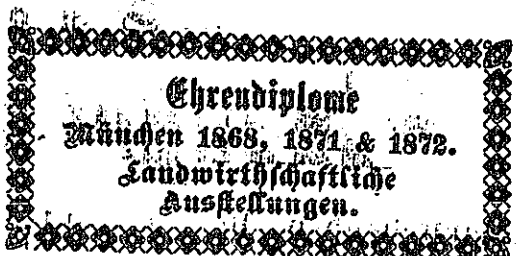 Ehrendiplome
München 1868, 1871 & 1872.
Landwirthschaftliche
Ausstellungen.